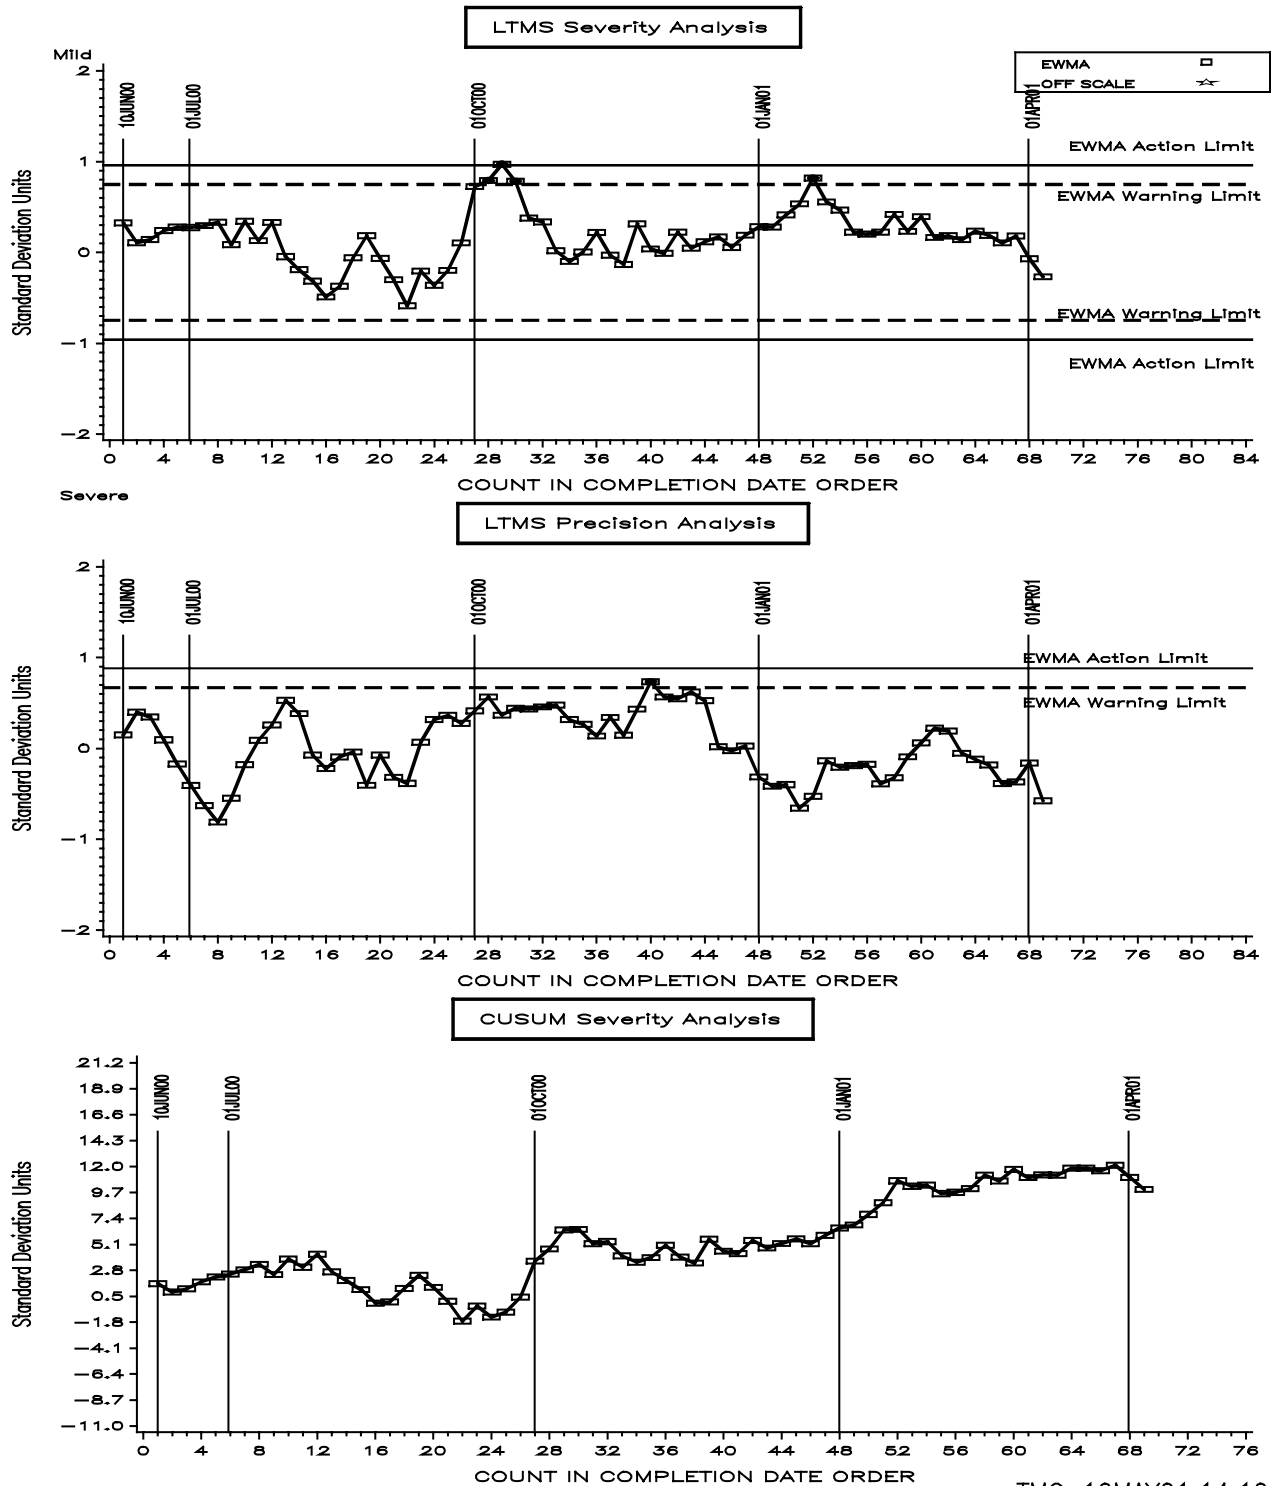 LTMS Severity Analysis
Mild
EWMA
OFF SCALE
10JUN00 01JUL00 01OCT00 01JAN01 01APR01
EWMA Action Limit
EWMA Warning Limit
EWMA Warning Limit
EWMA Action Limit
Standard Deviation Units
2
1
0
-1
-2
0 4 8 12 16 20 24 28 32 36 40 44 48 52 56 60 64 68 72 76 80 84
COUNT IN COMPLETION DATE ORDER
Severe
LTMS Precision Analysis
10JUN00 01JUL00 01OCT00 01JAN01 01APR01
EWMA Action Limit
EWMA Warning Limit
Standard Deviation Units
2
1
0
-1
-2
0 4 8 12 16 20 24 28 32 36 40 44 48 52 56 60 64 68 72 76 80 84
COUNT IN COMPLETION DATE ORDER
CUSUM Severity Analysis
10JUN00 01JUL00 01OCT00 01JAN01 01APR01
Standard Deviation Units
21.2
18.9
16.6
14.3
12.0
9.7
7.4
5.1
2.8
0.5
-1.8
-4.1
-6.4
-8.7
-11.0
0 4 8 12 16 20 24 28 32 36 40 44 48 52 56 60 64 68 72 76
COUNT IN COMPLETION DATE ORDER